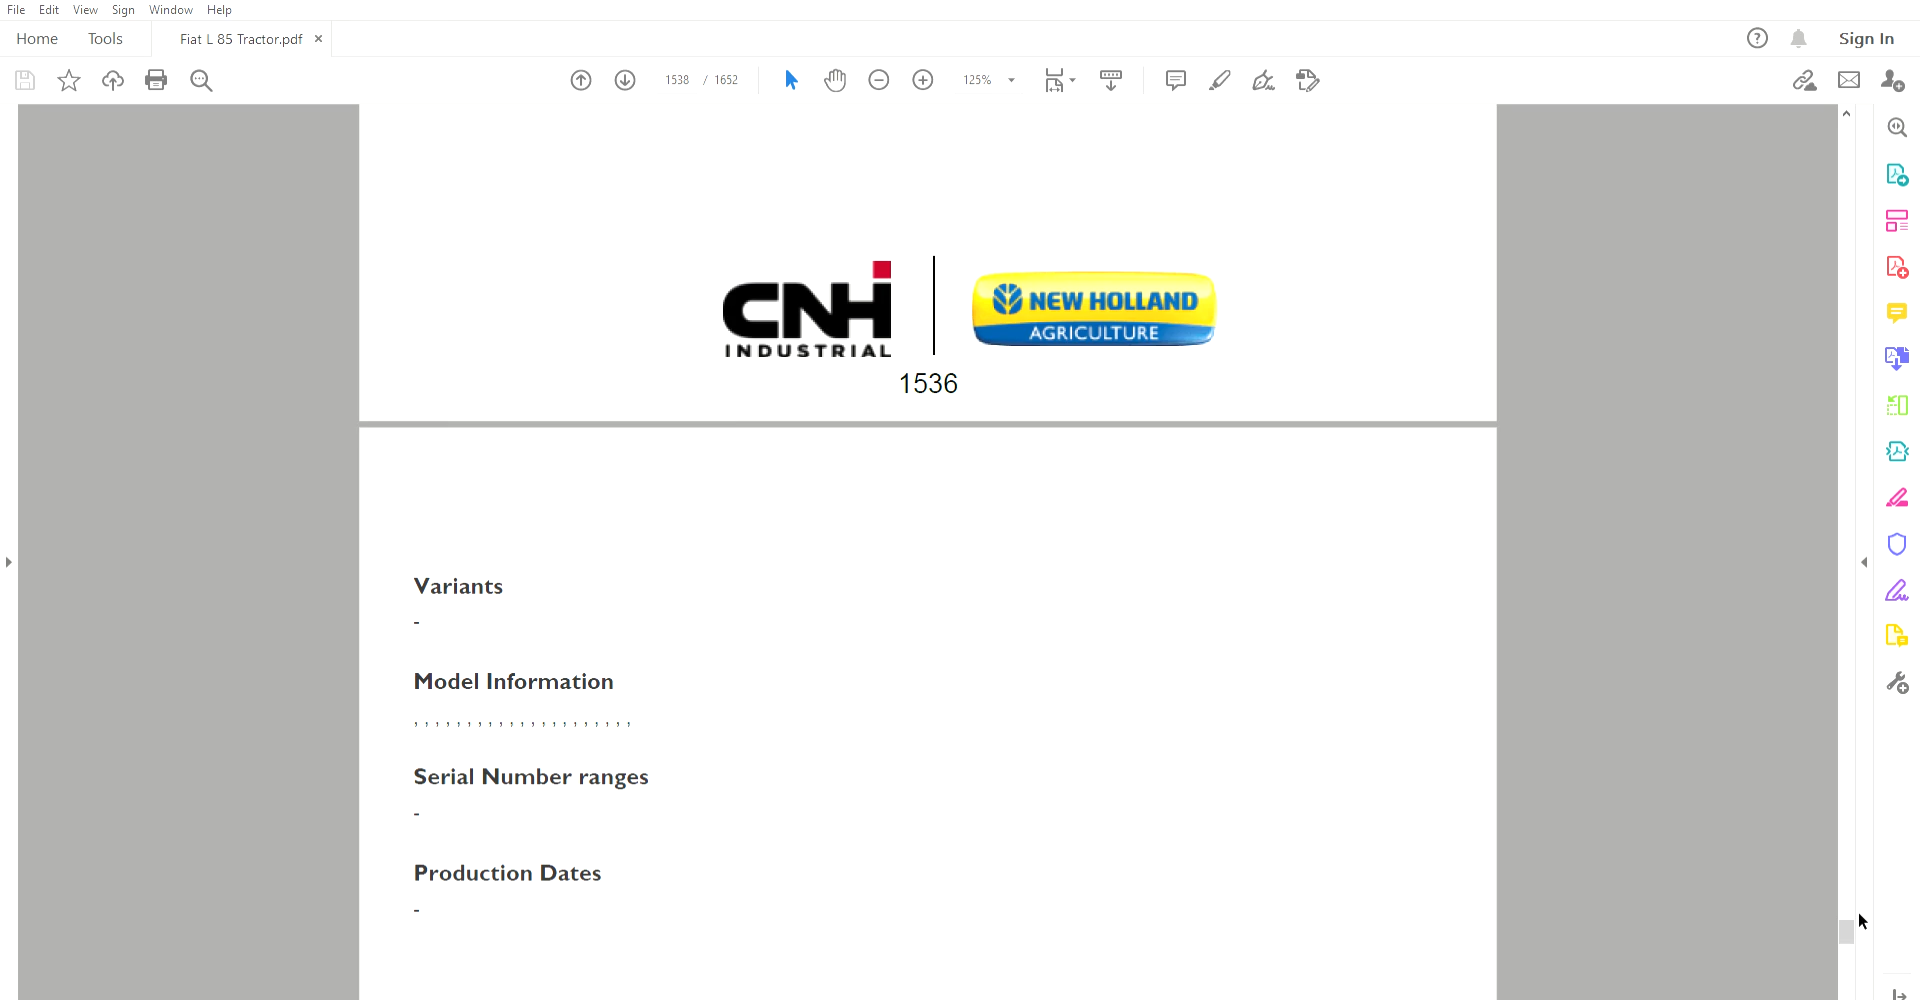 File Edit View Sign Window Help
Home Tools Fiat L 85 Tractor.pdf × Sign In
1538 / 1652 125%
CNH INDUSTRIAL
NEW HOLLAND
AGRICULTURE
1536
Variants
-
Model Information
, , , , , , , , , , , , , , , , , , , , ,
Serial Number ranges
-
Production Dates
-